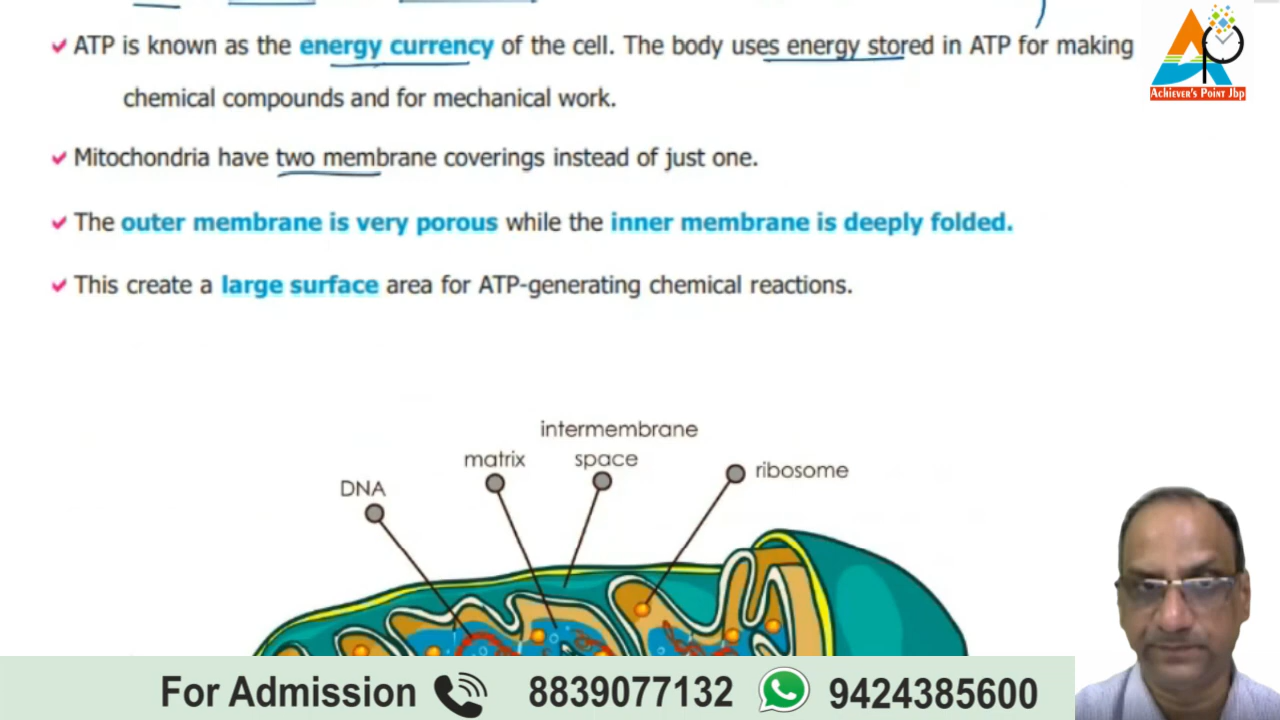 ✓ ATP is known as the energy currency of the cell. The body uses energy stored in ATP for making
chemical compounds and for mechanical work.
✓ Mitochondria have two membrane coverings instead of just one.
✓ The outer membrane is very porous while the inner membrane is deeply folded.
✓ This create a large surface area for ATP-generating chemical reactions.
intermembrane
matrix space
ribosome
DNA
Achiever's Point Jbp
For Admission 8839077132 9424385600